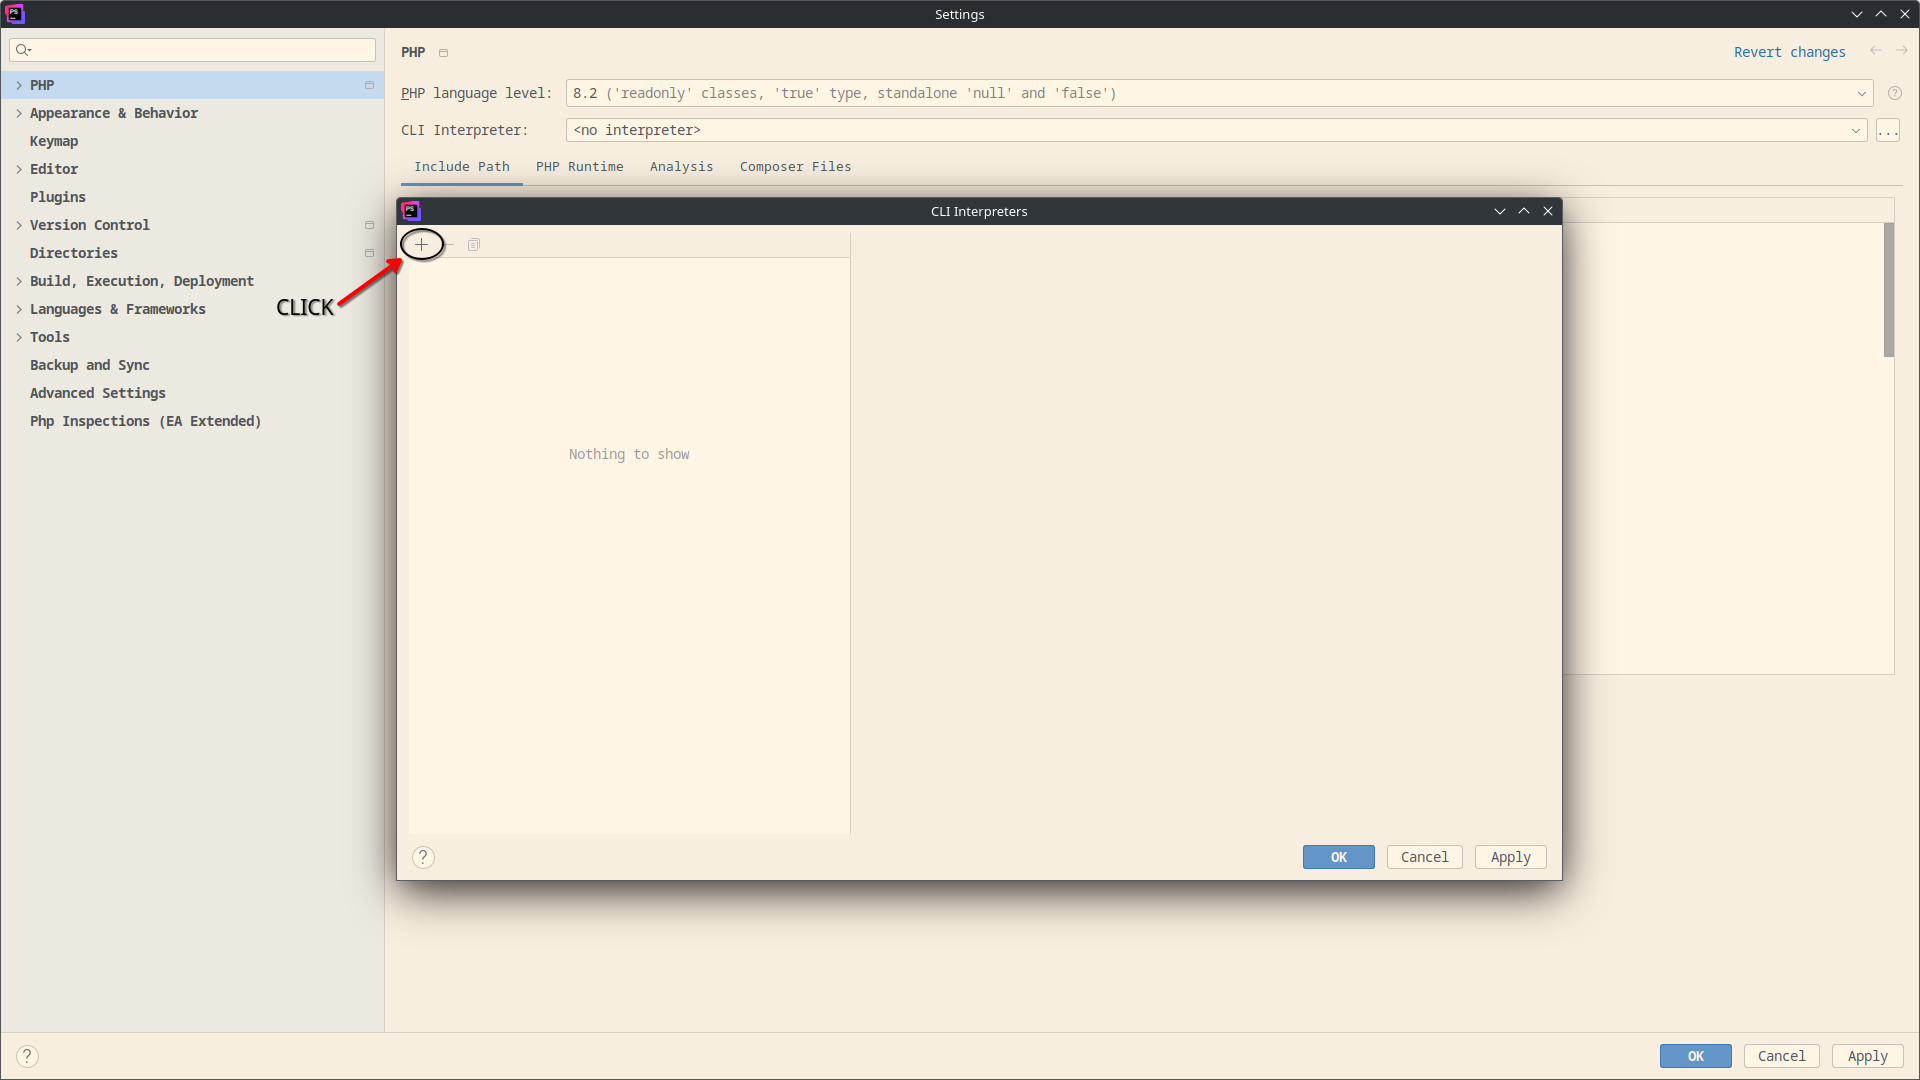 Settings
PHP
Revert changes
PHP
PHP language level: 8.2 ('readonly' classes, 'true' type, standalone 'null' and 'false')
Appearance & Behavior
CLI Interpreter: <no interpreter> ...
Keymap
Include Path PHP Runtime Analysis Composer Files
Editor
Plugins
Version Control
Directories
Build, Execution, Deployment
Languages & Frameworks
Tools
Backup and Sync
Advanced Settings
Php Inspections (EA Extended)
CLI Interpreters
CLICK
Nothing to show
? OK Cancel Apply
? OK Cancel Apply